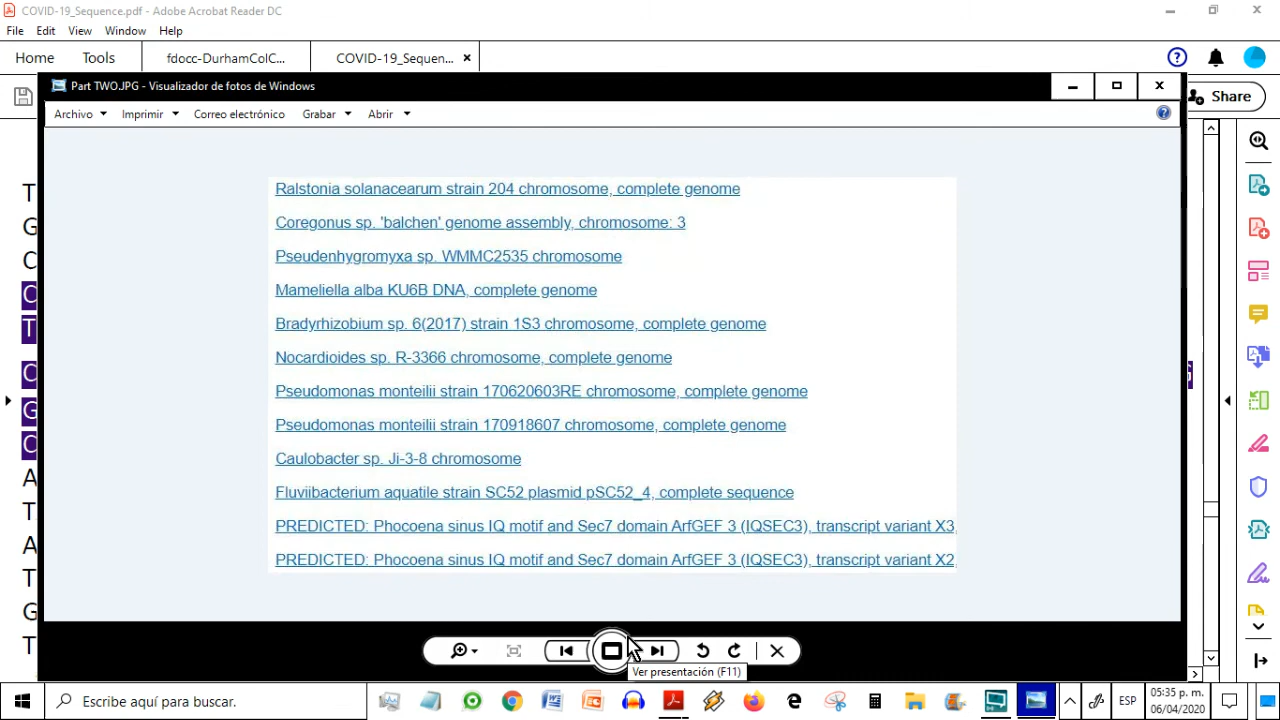 COVID-19_Sequence.pdf - Adobe Acrobat Reader DC
File Edit View Window Help
Home Tools fdocc-DurhamColC... COVID-19_Sequen... ×
Share
Part TWO.JPG - Visualizador de fotos de Windows
Archivo Imprimir Correo electrónico Grabar Abrir
Ralstonia solanacearum strain 204 chromosome, complete genome
Coregonus sp. 'balchen' genome assembly, chromosome: 3
Pseudenhygromyxa sp. WMMC2535 chromosome
Mameliella alba KU6B DNA, complete genome
Bradyrhizobium sp. 6(2017) strain 1S3 chromosome, complete genome
Nocardioides sp. R-3366 chromosome, complete genome
Pseudomonas monteilii strain 170620603RE chromosome, complete genome
Pseudomonas monteilii strain 170918607 chromosome, complete genome
Caulobacter sp. Ji-3-8 chromosome
Fluviibacterium aquatile strain SC52 plasmid pSC52_4, complete sequence
PREDICTED: Phocoena sinus IQ motif and Sec7 domain ArfGEF 3 (IQSEC3), transcript variant X3,
PREDICTED: Phocoena sinus IQ motif and Sec7 domain ArfGEF 3 (IQSEC3), transcript variant X2,
T
G
C
C
T
C
G
C
A
T
A
T
G
T
Ver presentación (F11)
Escribe aquí para buscar.
ESP
05:35 p. m.
06/04/2020